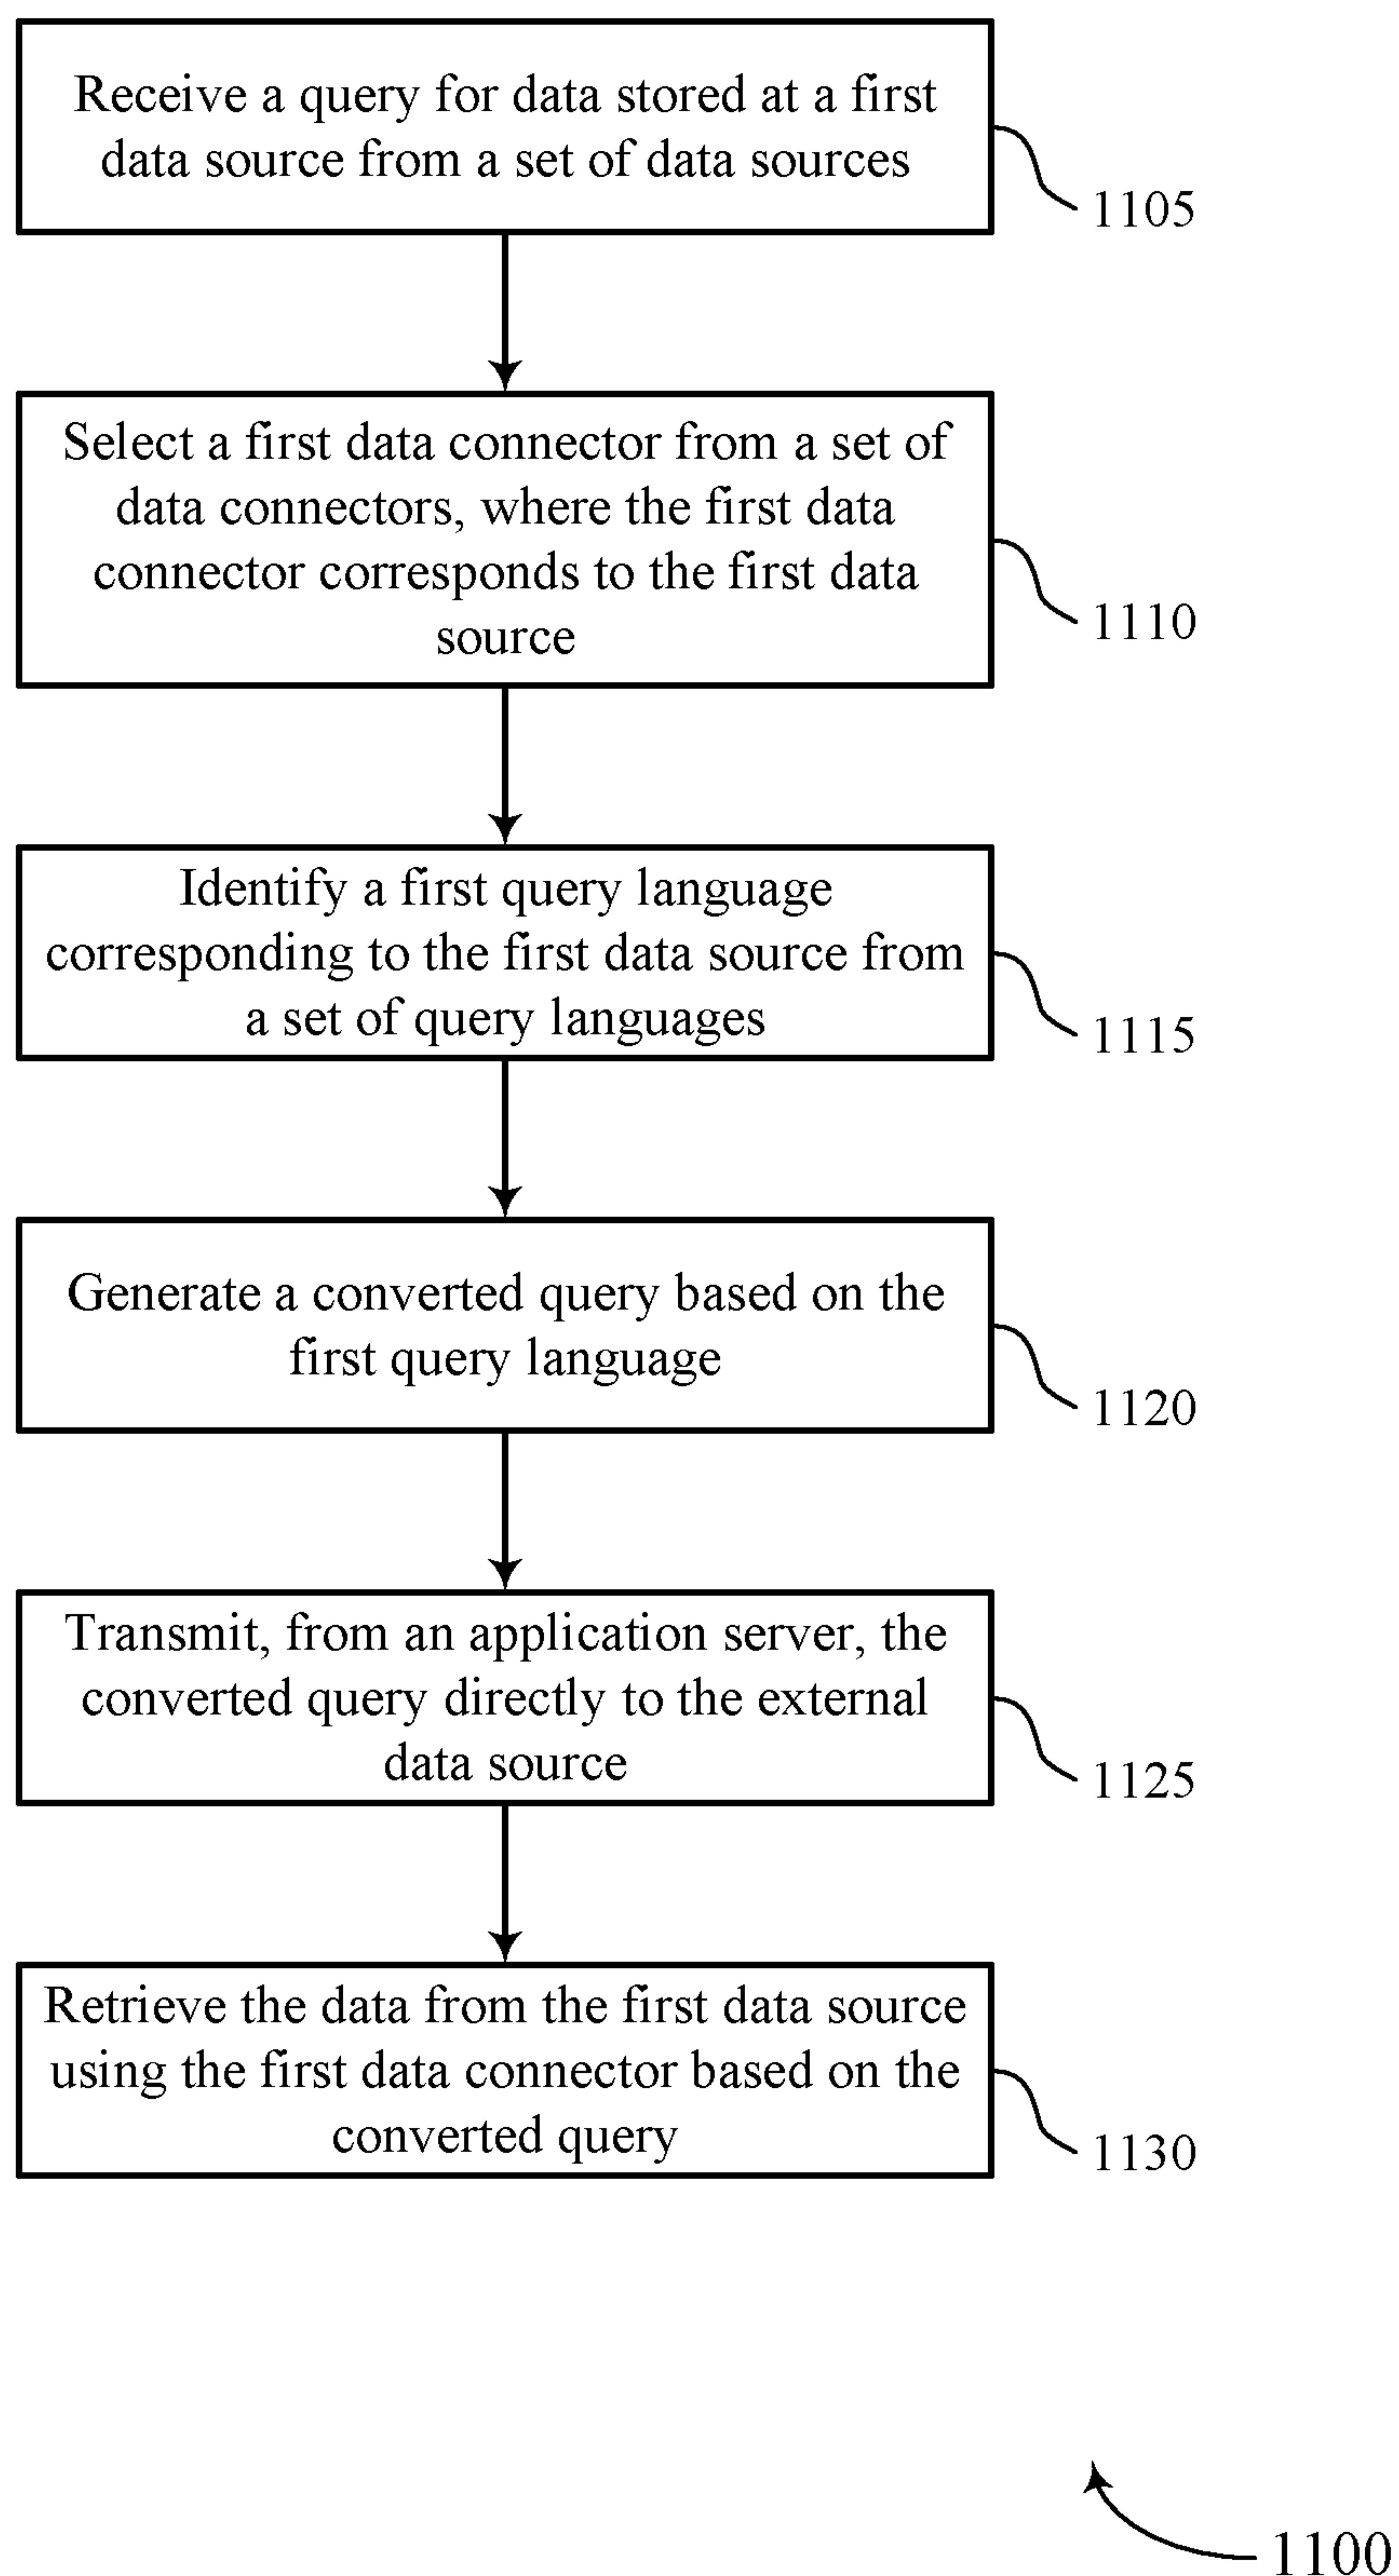 Receive a query for data stored at a first
data source from a set of data sources
1105
Select a first data connector from a set of
data connectors, where the first data
connector corresponds to the first data
source
1110
Identify a first query language
corresponding to the first data source from
a set of query languages
1115
Generate a converted query based on the
first query language
1120
Transmit, from an application server, the
converted query directly to the external
data source
1125
Retrieve the data from the first data source
using the first data connector based on the
converted query
1130
1100